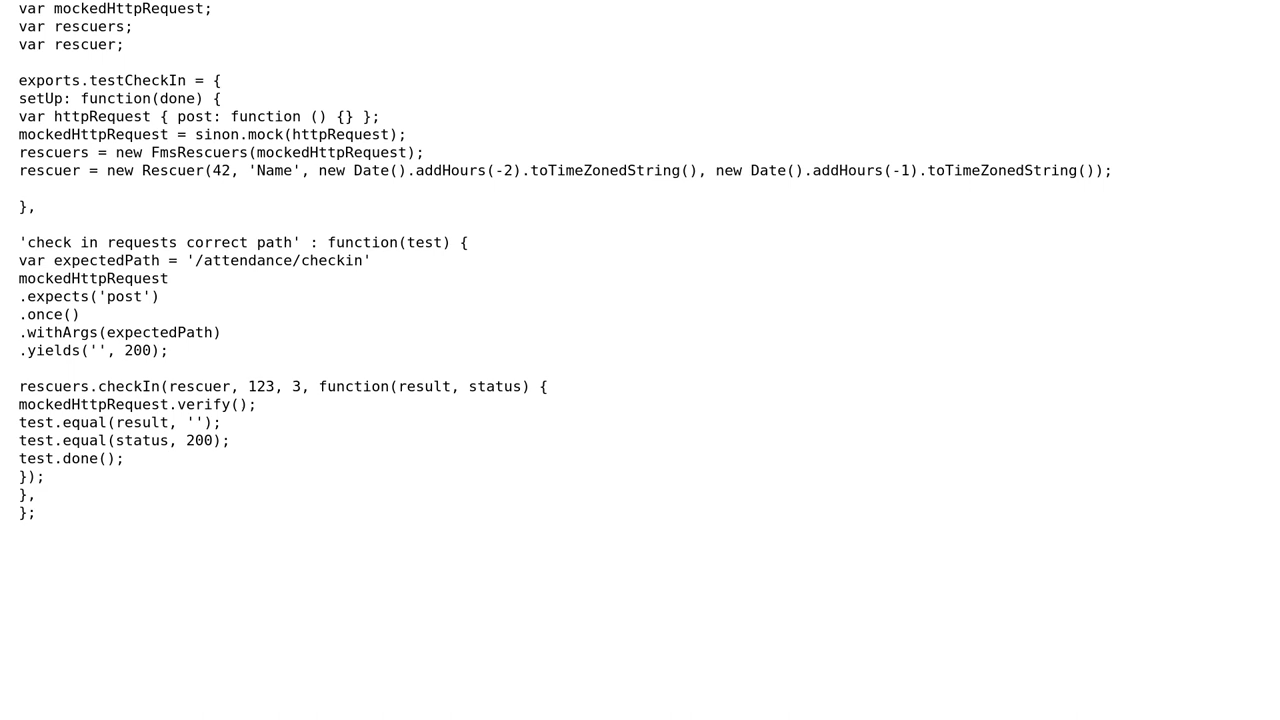 var mockedHttpRequest;
var rescuers;
var rescuer;

exports.testCheckIn = {
setUp: function(done) {
var httpRequest { post: function () {} };
mockedHttpRequest = sinon.mock(httpRequest);
rescuers = new FmsRescuers(mockedHttpRequest);
rescuer = new Rescuer(42, 'Name', new Date().addHours(-2).toTimeZonedString(), new Date().addHours(-1).toTimeZonedString());

},

'check in requests correct path' : function(test) {
var expectedPath = '/attendance/checkin'
mockedHttpRequest
.expects('post')
.once()
.withArgs(expectedPath)
.yields('', 200);

rescuers.checkIn(rescuer, 123, 3, function(result, status) {
mockedHttpRequest.verify();
test.equal(result, '');
test.equal(status, 200);
test.done();
});
},
};